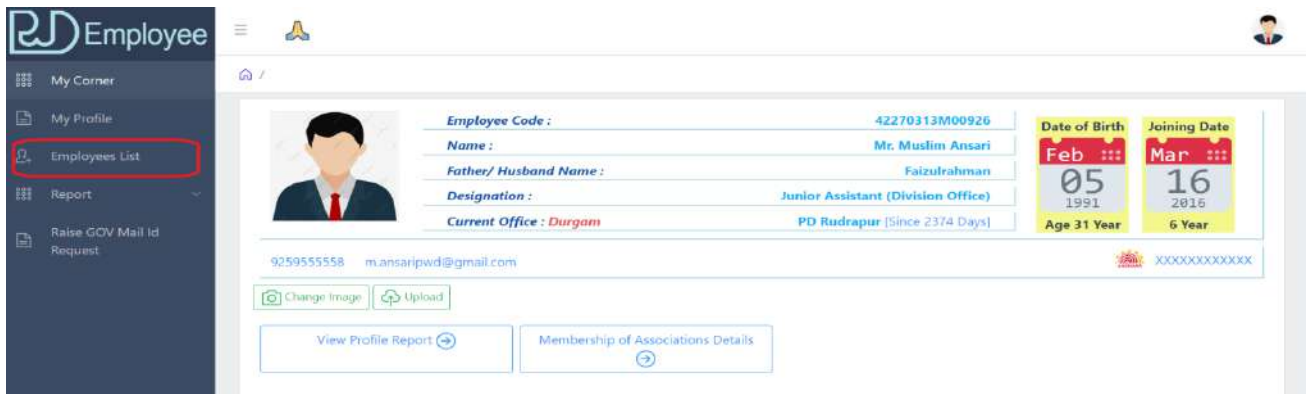 PJD Employee
My Corner
My Profile
Employees List
Report
Raise GOV Mail Id
Request
/
Employee Code : 42270313M00926
Name : Mr. Muslim Ansari
Father/ Husband Name : Faizulrahman
Designation : Junior Assistant (Division Office)
Current Office : Durgam PD Rudrapur [Since 2374 Days]
Date of Birth
Feb
05
1991
Age 31 Year
Joining Date
Mar
16
2016
6 Year
9259555558 m.ansaripwd@gmail.com XXXXXXXXXXXX
Change Image Upload
View Profile Report
Membership of Associations Details